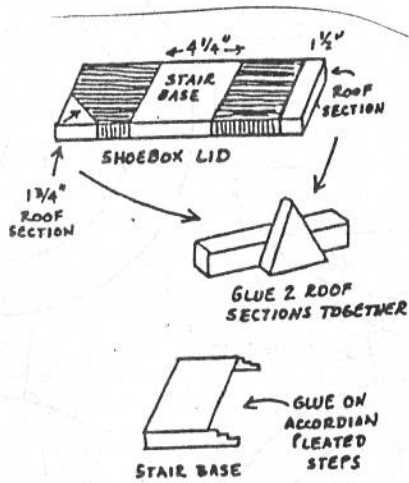 4 1/4"
1 1/2"
STAIR
BASE
ROOF
SECTION
SHOEBOX LID
1 3/4"
ROOF
SECTION
GLUE 2 ROOF
SECTIONS TOGETHER
GLUE ON
ACCORDIAN
PLEATED
STEPS
STAIR BASE